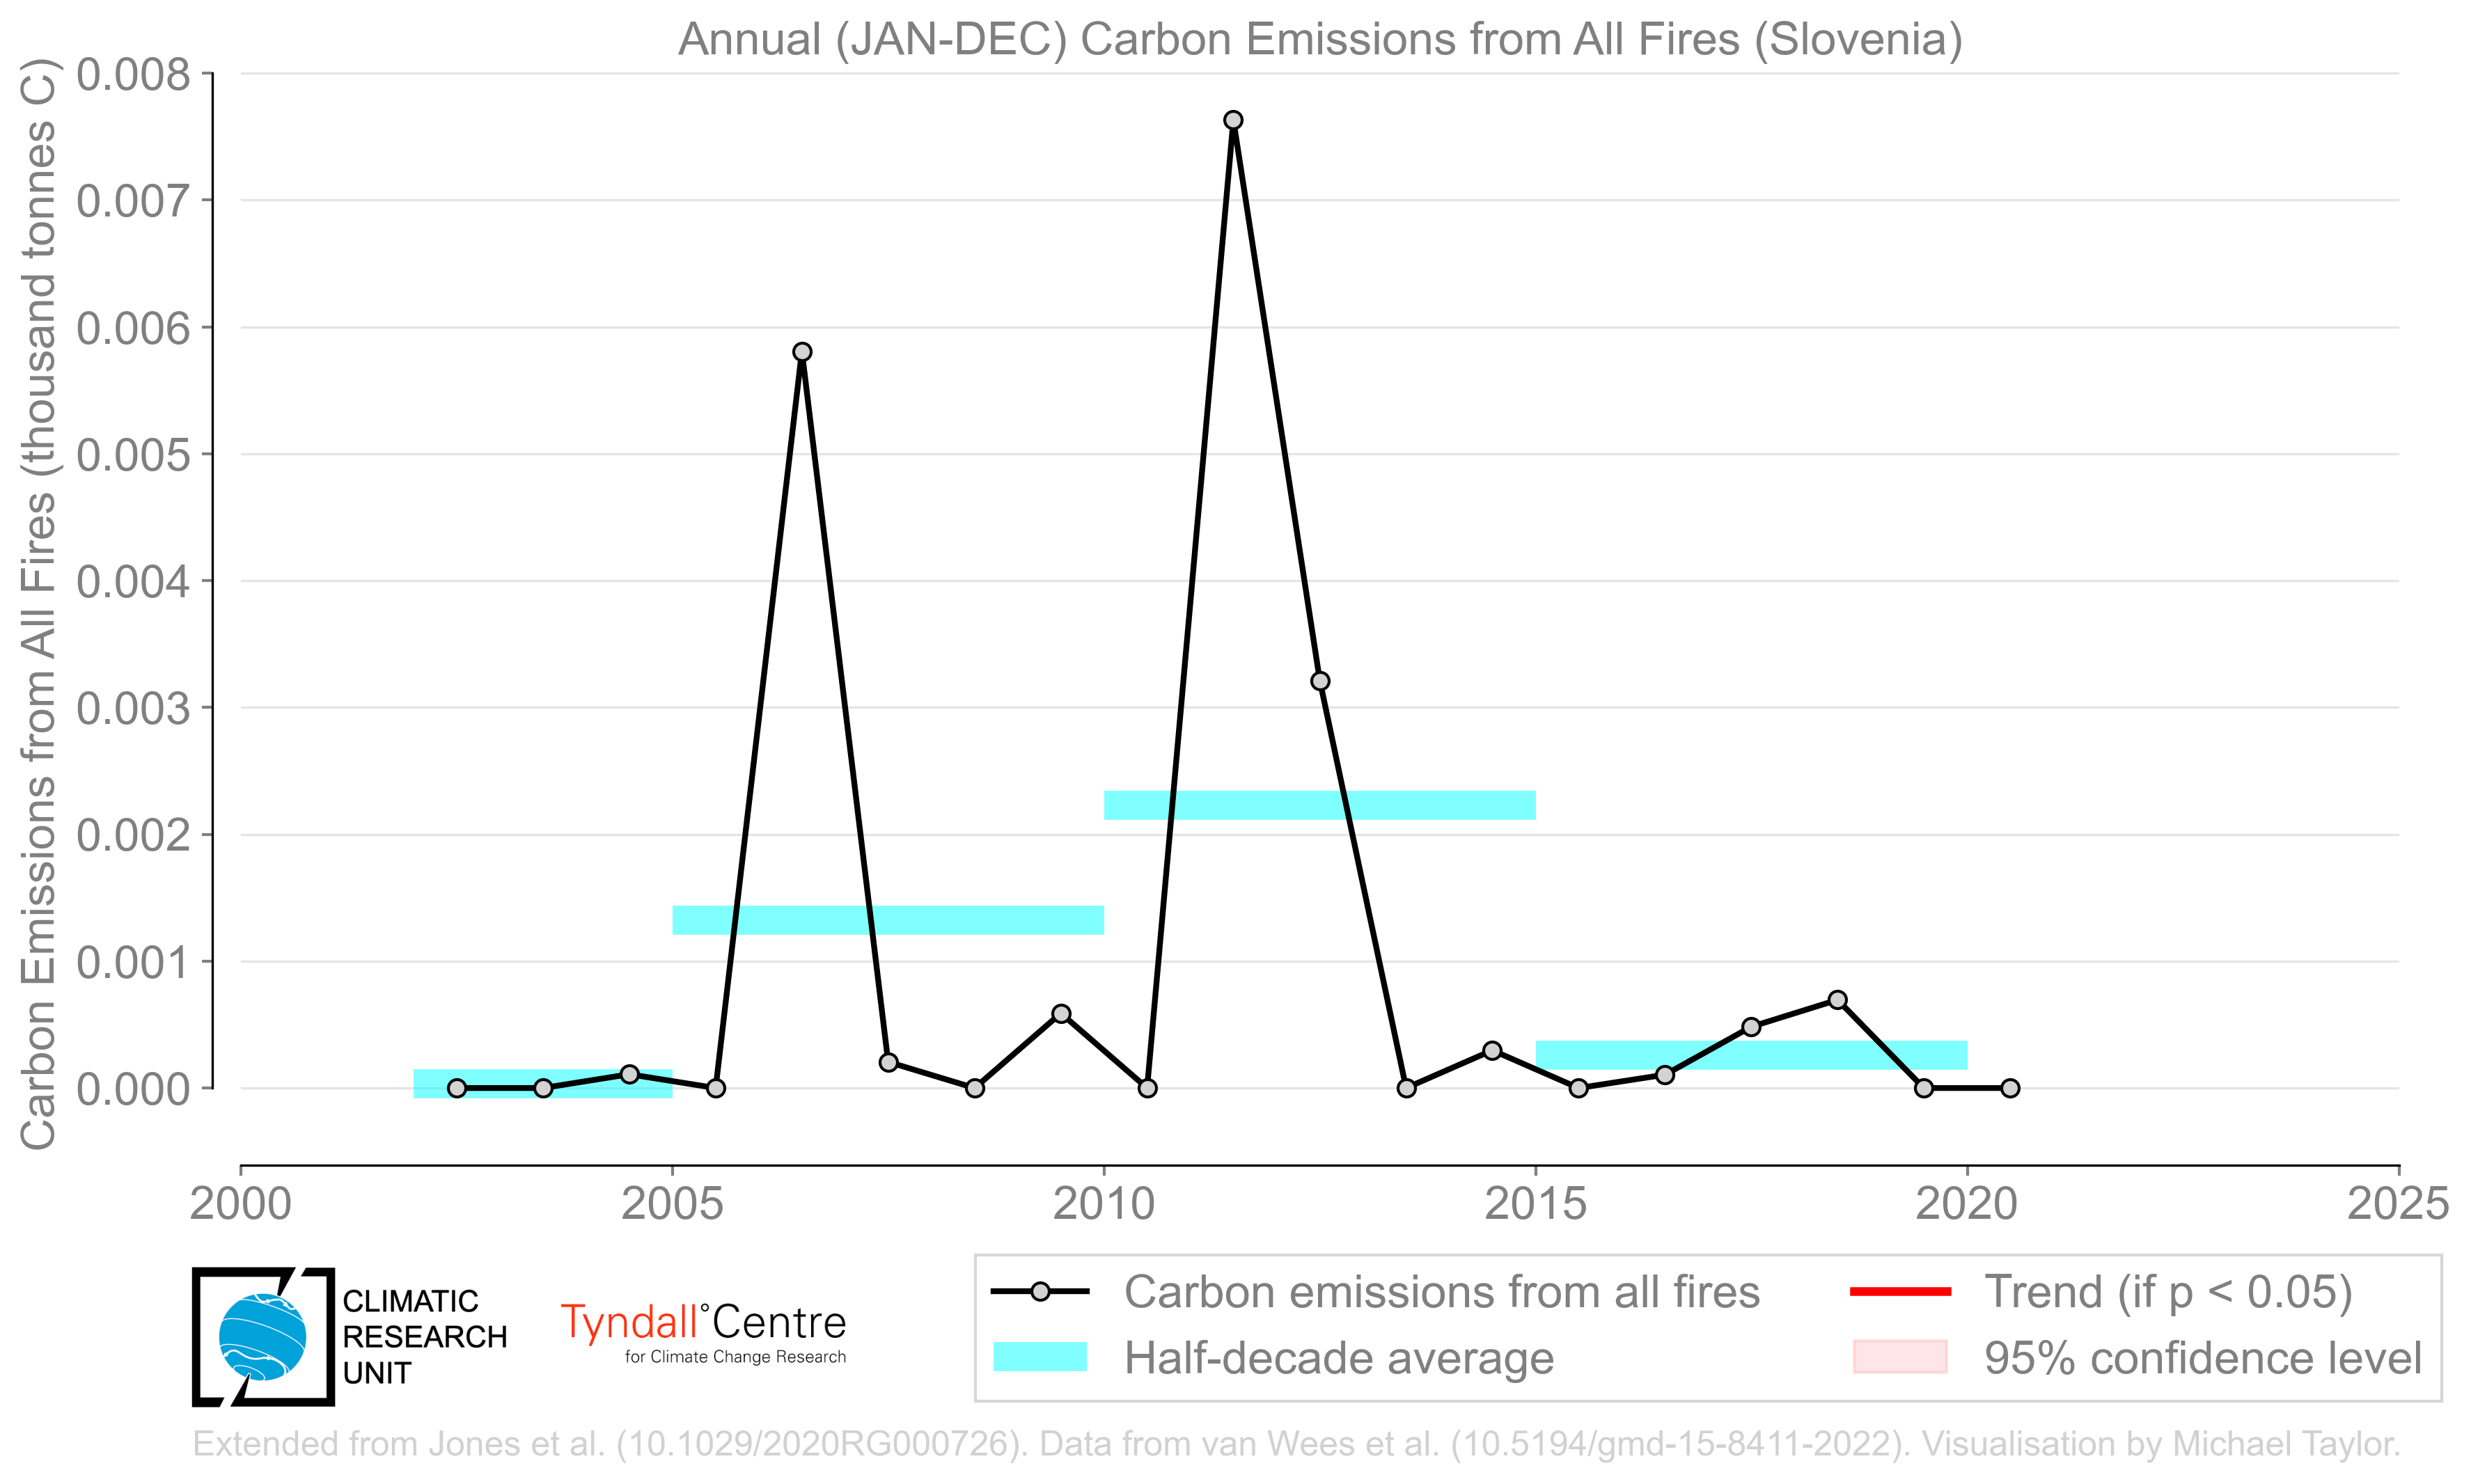 Annual (JAN-DEC) Carbon Emissions from All Fires (Slovenia)
Carbon Emissions from All Fires (thousand tonnes C)
0.008
0.007
0.006
0.005
0.004
0.003
0.002
0.001
0.000
2000 2005 2010 2015 2020 2025
CLIMATIC
RESEARCH
UNIT
Tyndall°Centre
for Climate Change Research
Carbon emissions from all fires
Half-decade average
Trend (if p < 0.05)
95% confidence level
Extended from Jones et al. (10.1029/2020RG000726). Data from van Wees et al. (10.5194/gmd-15-8411-2022). Visualisation by Michael Taylor.